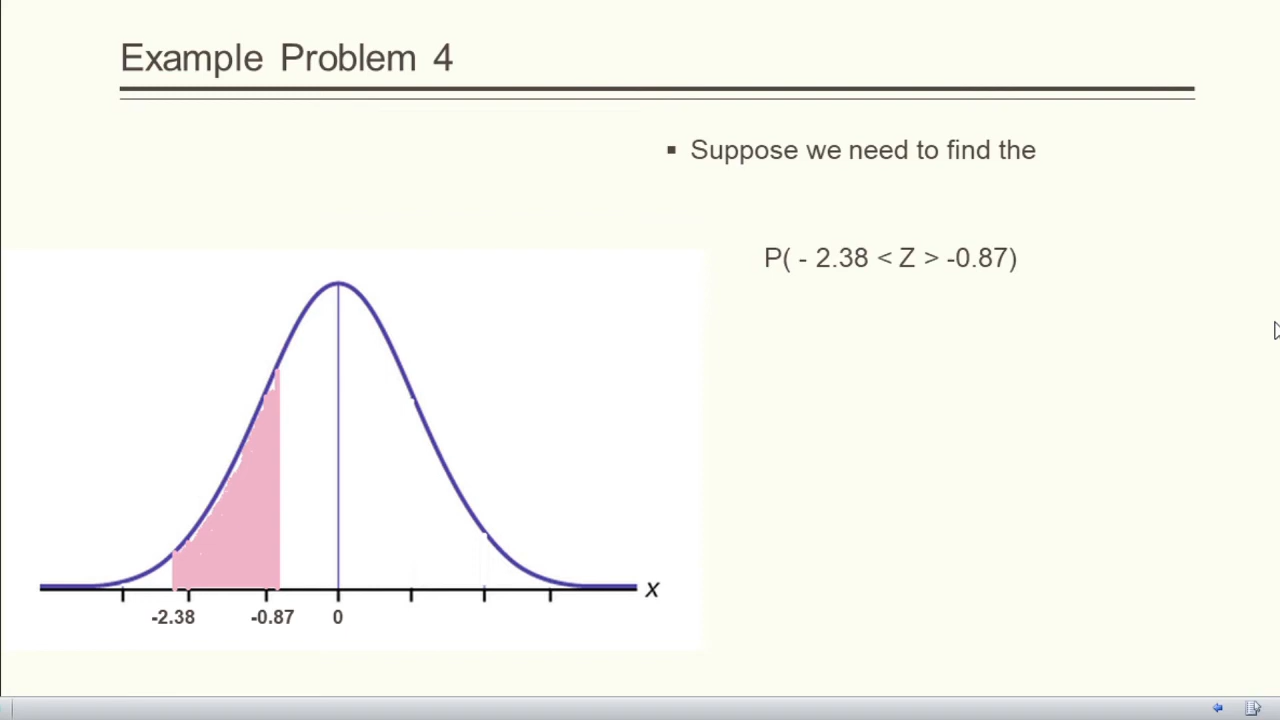 Example Problem 4
▪ Suppose we need to find the
P( - 2.38 < Z > -0.87)
x
-2.38 -0.87 0